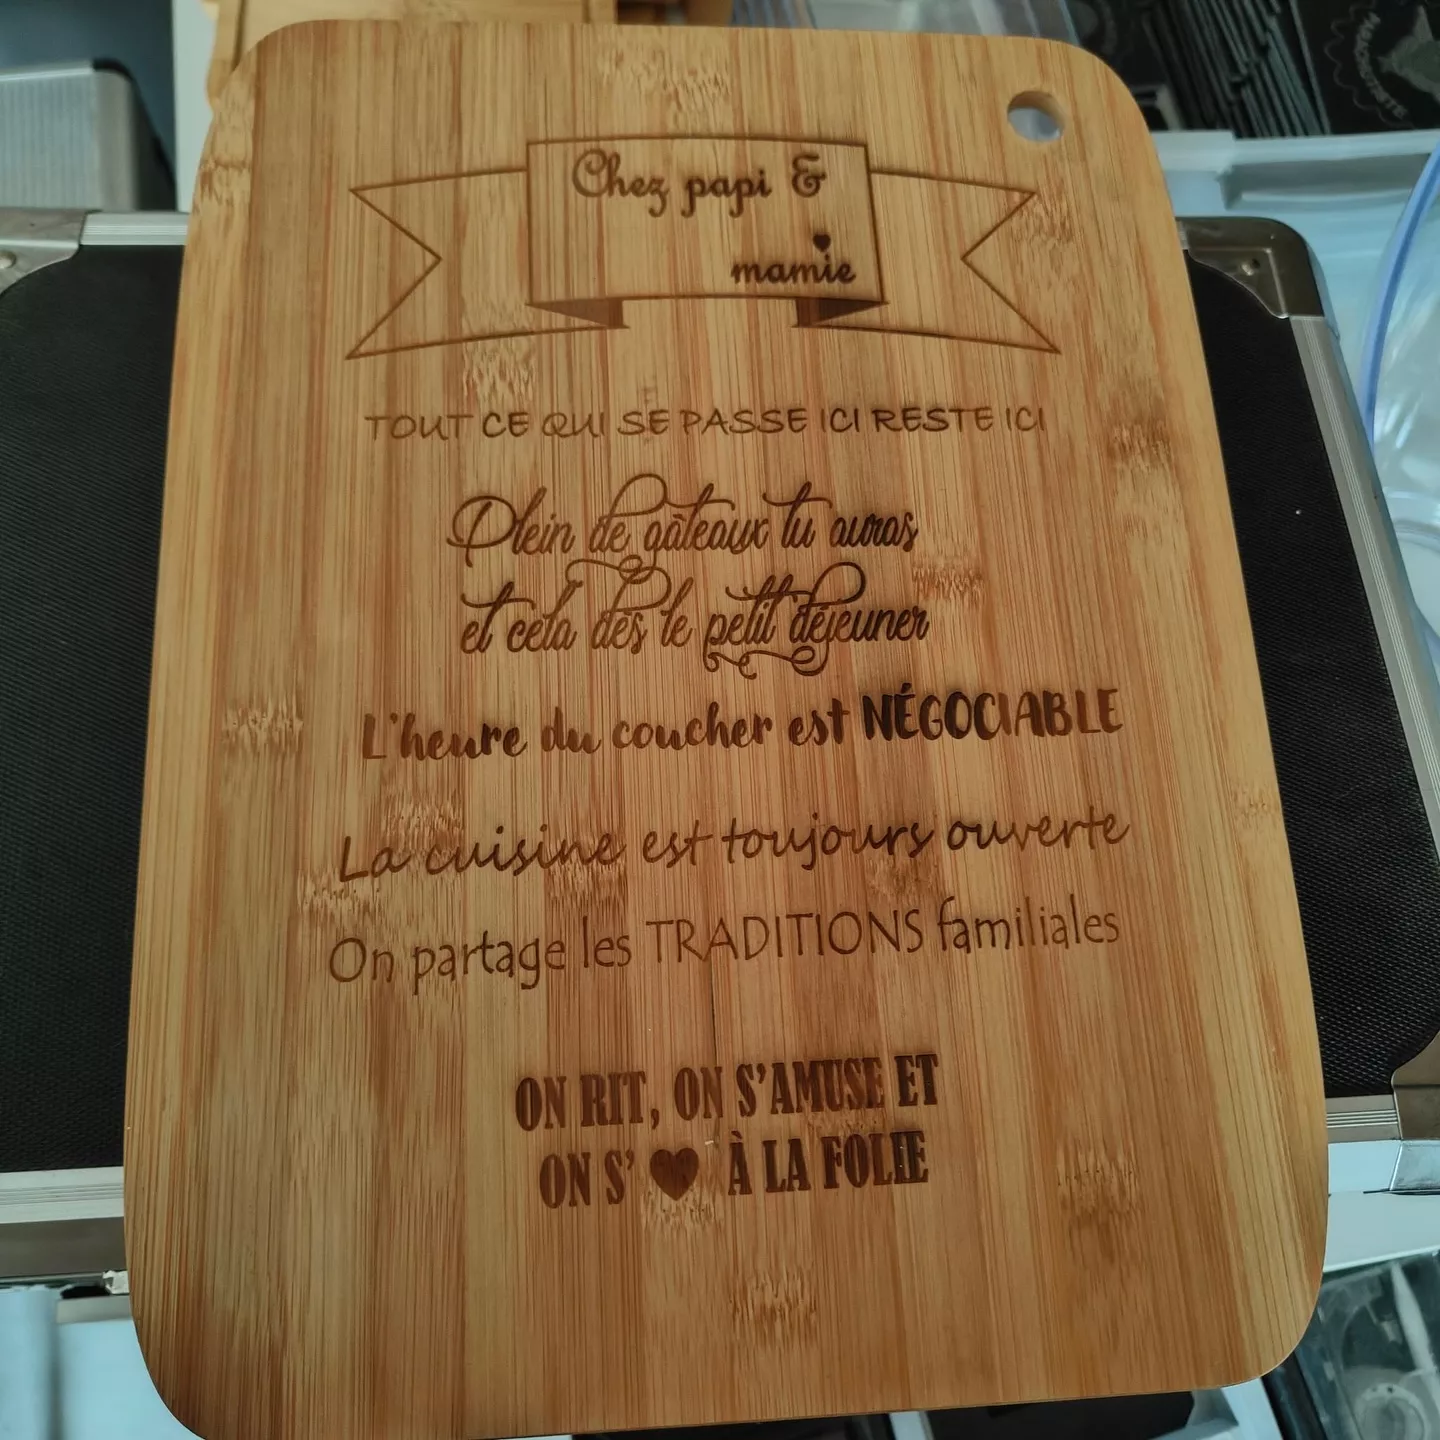 Chez papi &
mamie
TOUT CE QUI SE PASSE ICI RESTE ICI
Plein de gâteaux tu auras
et cela dès le petit déjeuner
L'heure du coucher est NÉGOCIABLE
La cuisine est toujours ouverte
On partage les TRADITIONS familiales
ON RIT, ON S'AMUSE ET
ON S' ♥ À LA FOLIE